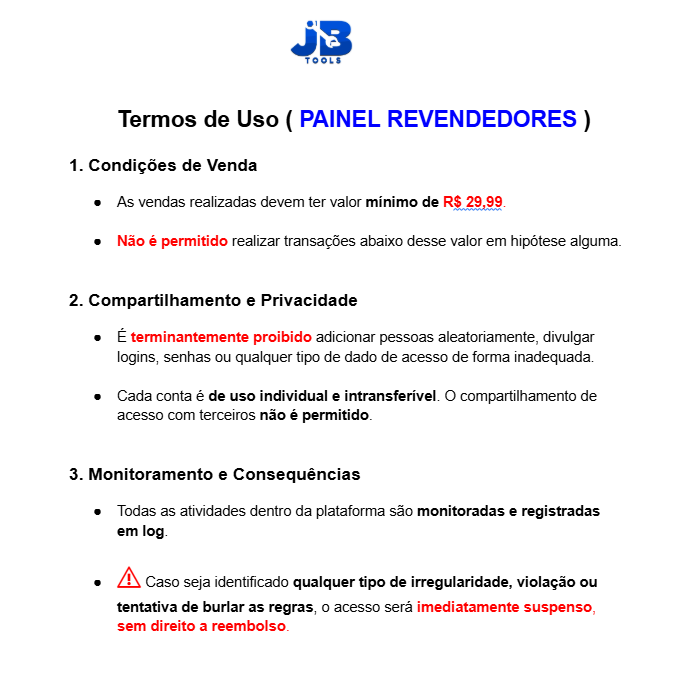 JB
TOOLS
Termos de Uso ( PAINEL REVENDEDORES )
1. Condições de Venda
● As vendas realizadas devem ter valor mínimo de R$ 29,99.
● Não é permitido realizar transações abaixo desse valor em hipótese alguma.
2. Compartilhamento e Privacidade
● É terminantemente proibido adicionar pessoas aleatoriamente, divulgar
logins, senhas ou qualquer tipo de dado de acesso de forma inadequada.
● Cada conta é de uso individual e intransferível. O compartilhamento de
acesso com terceiros não é permitido.
3. Monitoramento e Consequências
● Todas as atividades dentro da plataforma são monitoradas e registradas
em log.
● ⚠ Caso seja identificado qualquer tipo de irregularidade, violação ou
tentativa de burlar as regras, o acesso será imediatamente suspenso,
sem direito a reembolso.